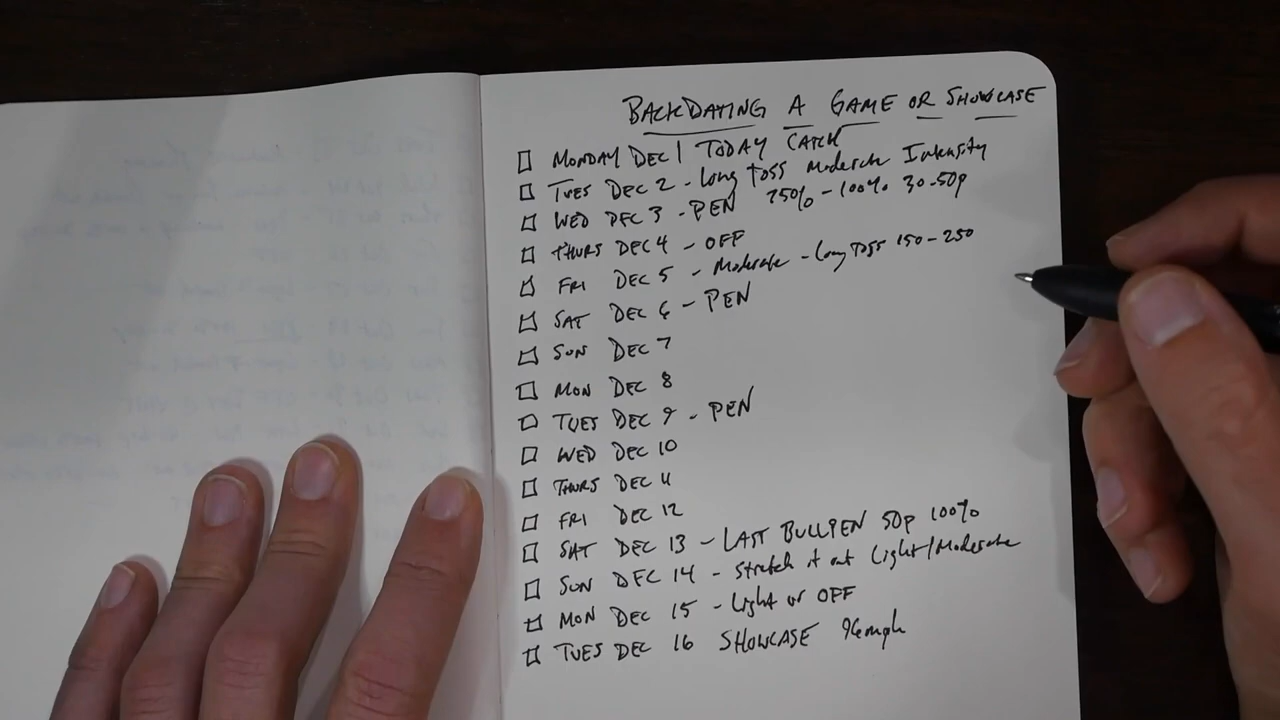 BACKDATING A GAME OR SHOWCASE
MONDAY DEC 1 TODAY CATCH
TUES DEC 2 - Long Toss Moderate Intensity
WED DEC 3 - PEN 75% - 100% 30-50p
THURS DEC 4 - OFF
FRI DEC 5 - Moderate - Long Toss 150-250
SAT DEC 6 - PEN
SUN DEC 7
MON DEC 8
TUES DEC 9 - PEN
WED DEC 10
THURS DEC 11
FRI DEC 12
SAT DEC 13 - LAST BULLPEN 50p 100%
SUN DEC 14 - Stretch it out Light/Moderate
MON DEC 15 - Light or OFF
TUES DEC 16 SHOWCASE 96mph